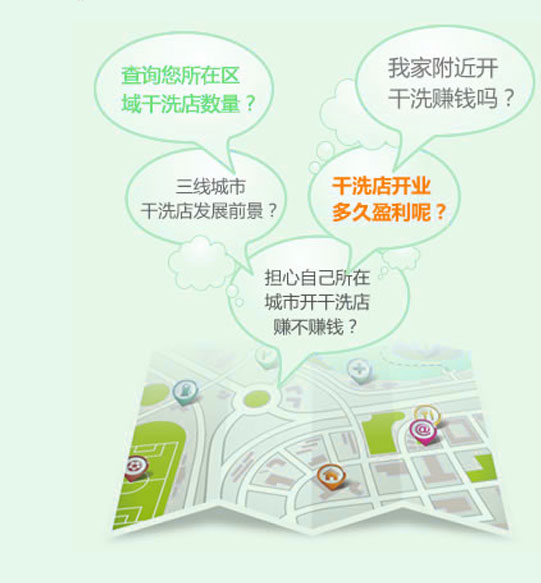 查询您所在区
域干洗店数量？
我家附近开
干洗赚钱吗？
三线城市
干洗店发展前景？
干洗店开业
多久盈利呢？
担心自己所在
城市开干洗店
赚不赚钱？
@